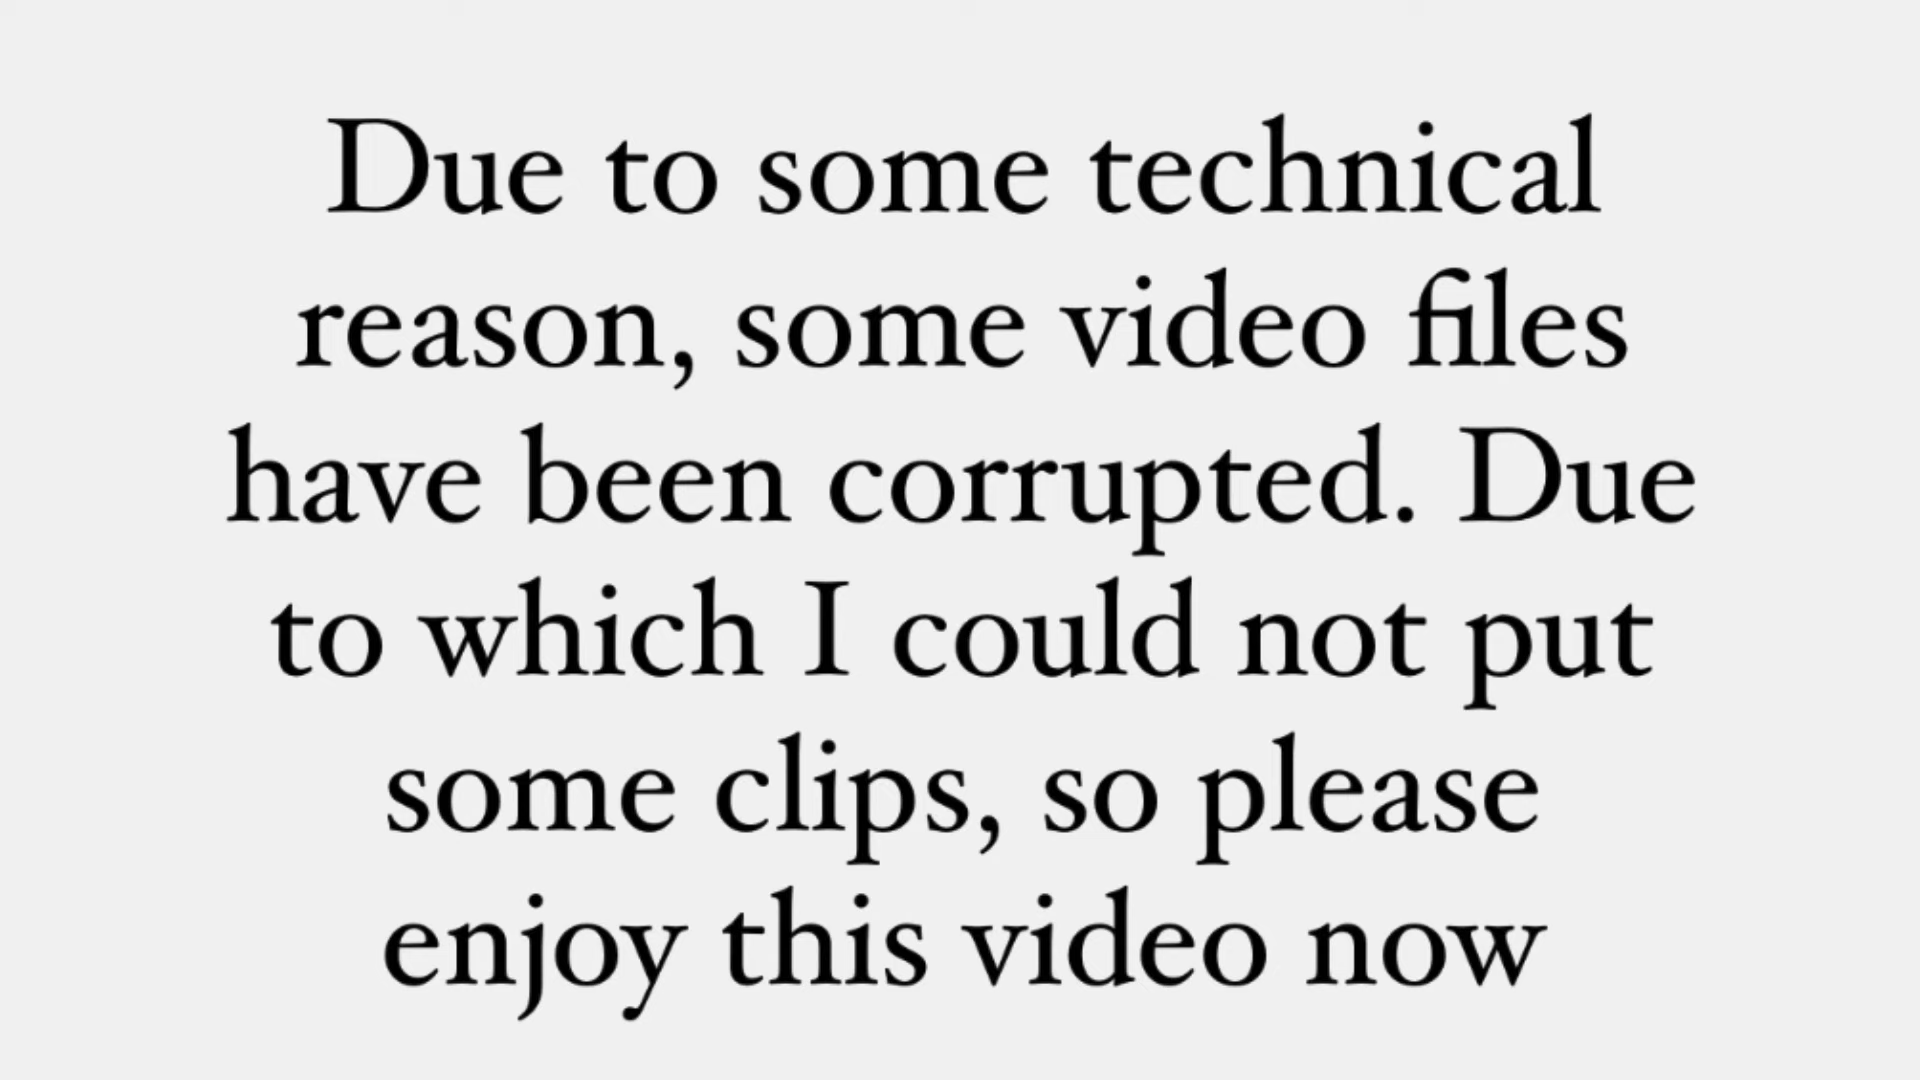 Due to some technical
reason, some video files
have been corrupted. Due
to which I could not put
some clips, so please
enjoy this video now